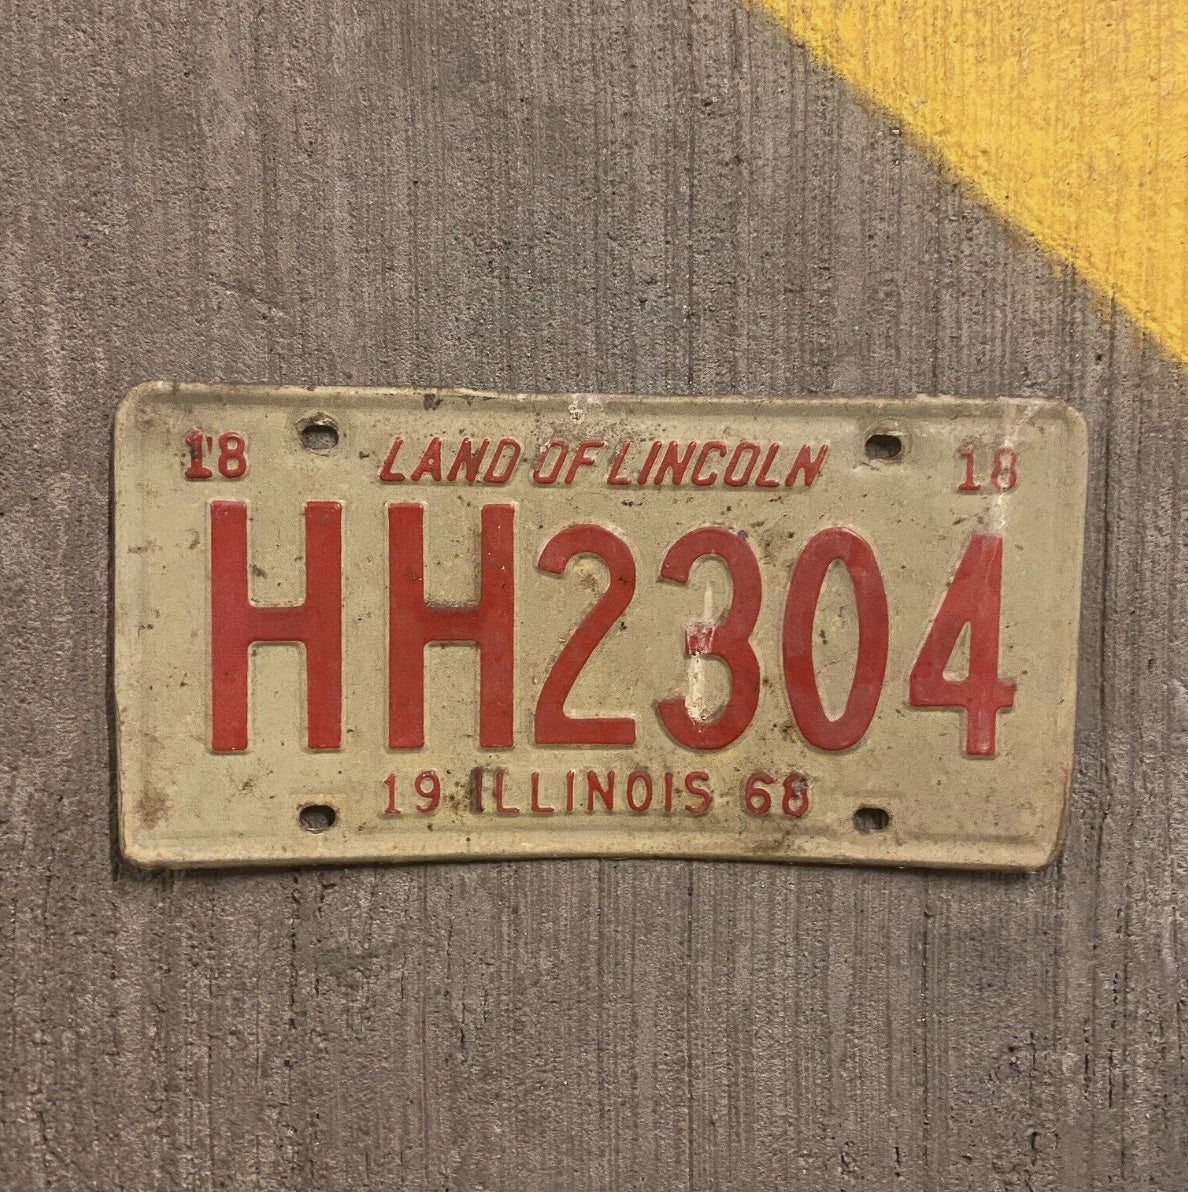 18 LAND OF LINCOLN 18
HH2304
19 ILLINOIS 68